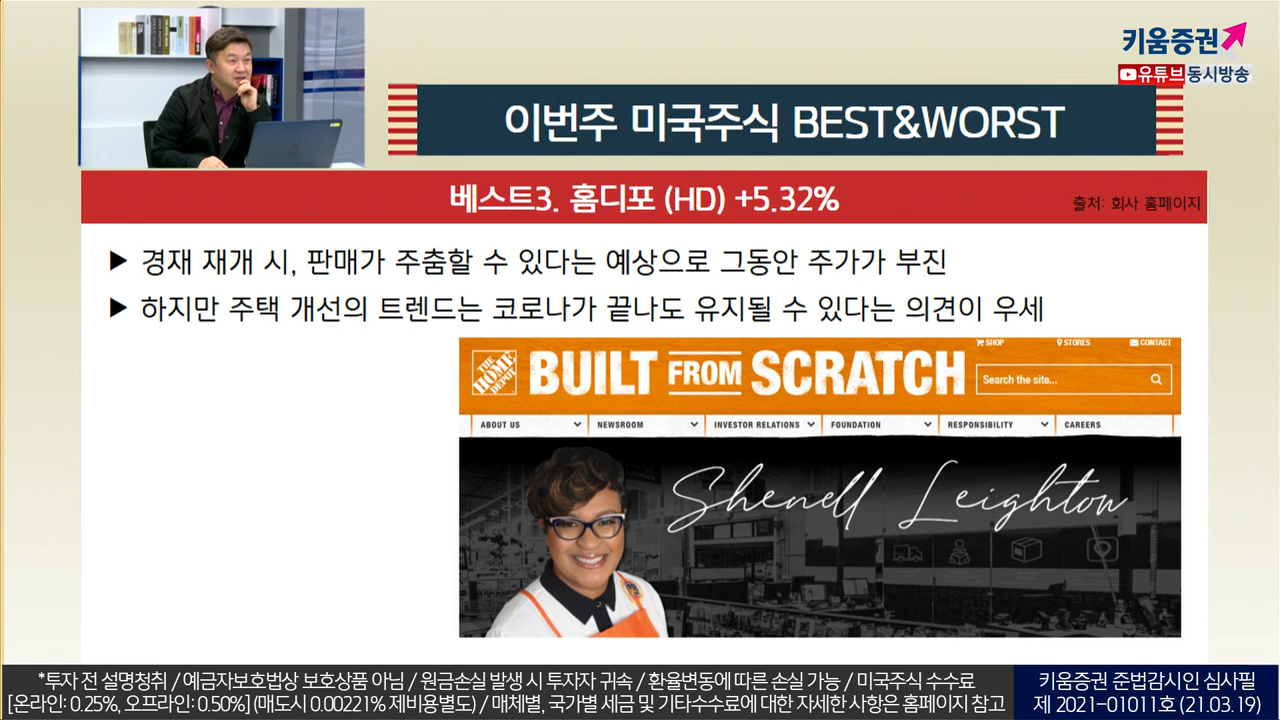 키움증권
유튜브 동시방송
이번주 미국주식 BEST&WORST
베스트3. 홈디포 (HD) +5.32%
출처: 회사 홈페이지
▶ 경재 재개 시, 판매가 주춤할 수 있다는 예상으로 그동안 주가가 부진
▶ 하지만 주택 개선의 트렌드는 코로나가 끝나도 유지될 수 있다는 의견이 우세
SHOP STORES CONTACT
THE HOME DEPOT
BUILT FROM SCRATCH
Search the site...
ABOUT US NEWSROOM INVESTOR RELATIONS FOUNDATION RESPONSIBILITY CAREERS
Shenell Leighton
*투자 전 설명청취 / 예금자보호법상 보호상품 아님 / 원금손실 발생 시 투자자 귀속 / 환율변동에 따른 손실 가능 / 미국주식 수수료
[온라인: 0.25%, 오프라인: 0.50%] (매도시 0.00221% 제비용별도) / 매체별, 국가별 세금 및 기타수수료에 대한 자세한 사항은 홈페이지 참고
키움증권 준법감시인 심사필
제 2021-01011호 (21.03.19)